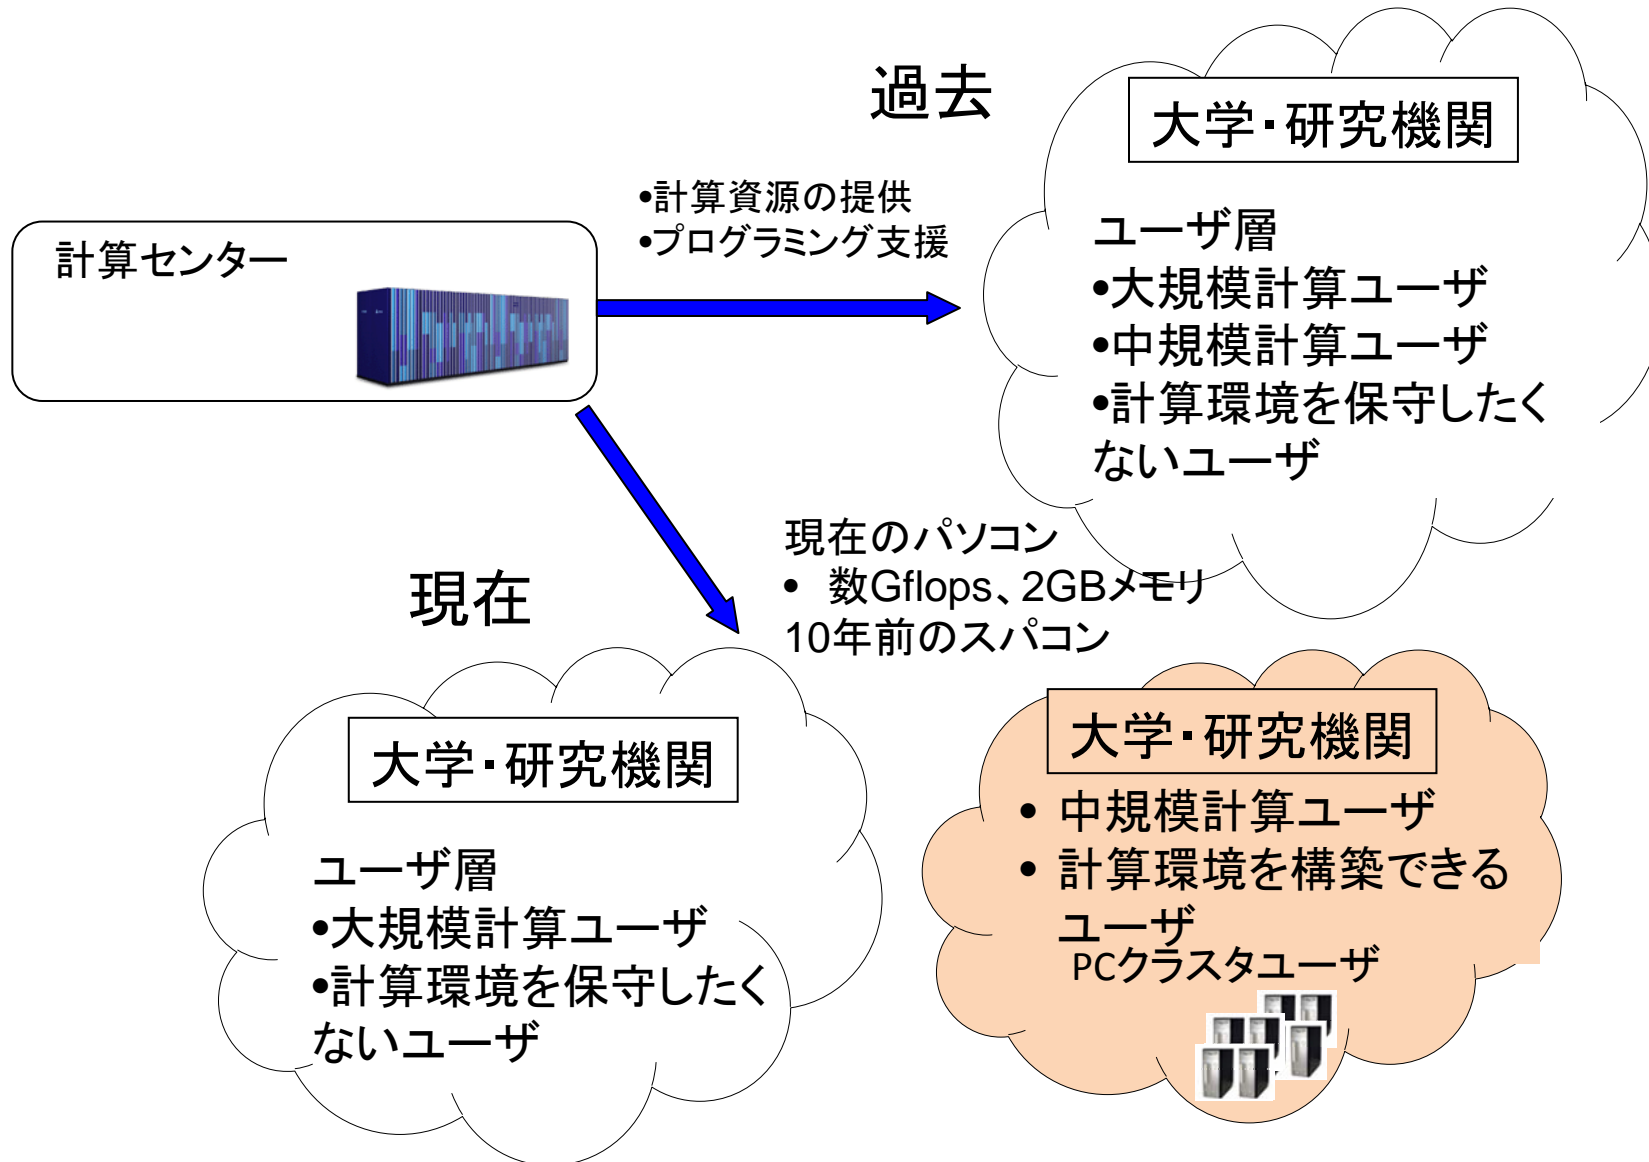 過去
大学・研究機関
ユーザ層
•大規模計算ユーザ
•中規模計算ユーザ
•計算環境を保守したく
ないユーザ
•計算資源の提供
•プログラミング支援
計算センター
現在のパソコン
• 数Gflops、2GBメモリ
10年前のスパコン
現在
大学・研究機関
ユーザ層
•大規模計算ユーザ
•計算環境を保守したく
ないユーザ
大学・研究機関
• 中規模計算ユーザ
• 計算環境を構築できる
ユーザ
PCクラスタユーザ